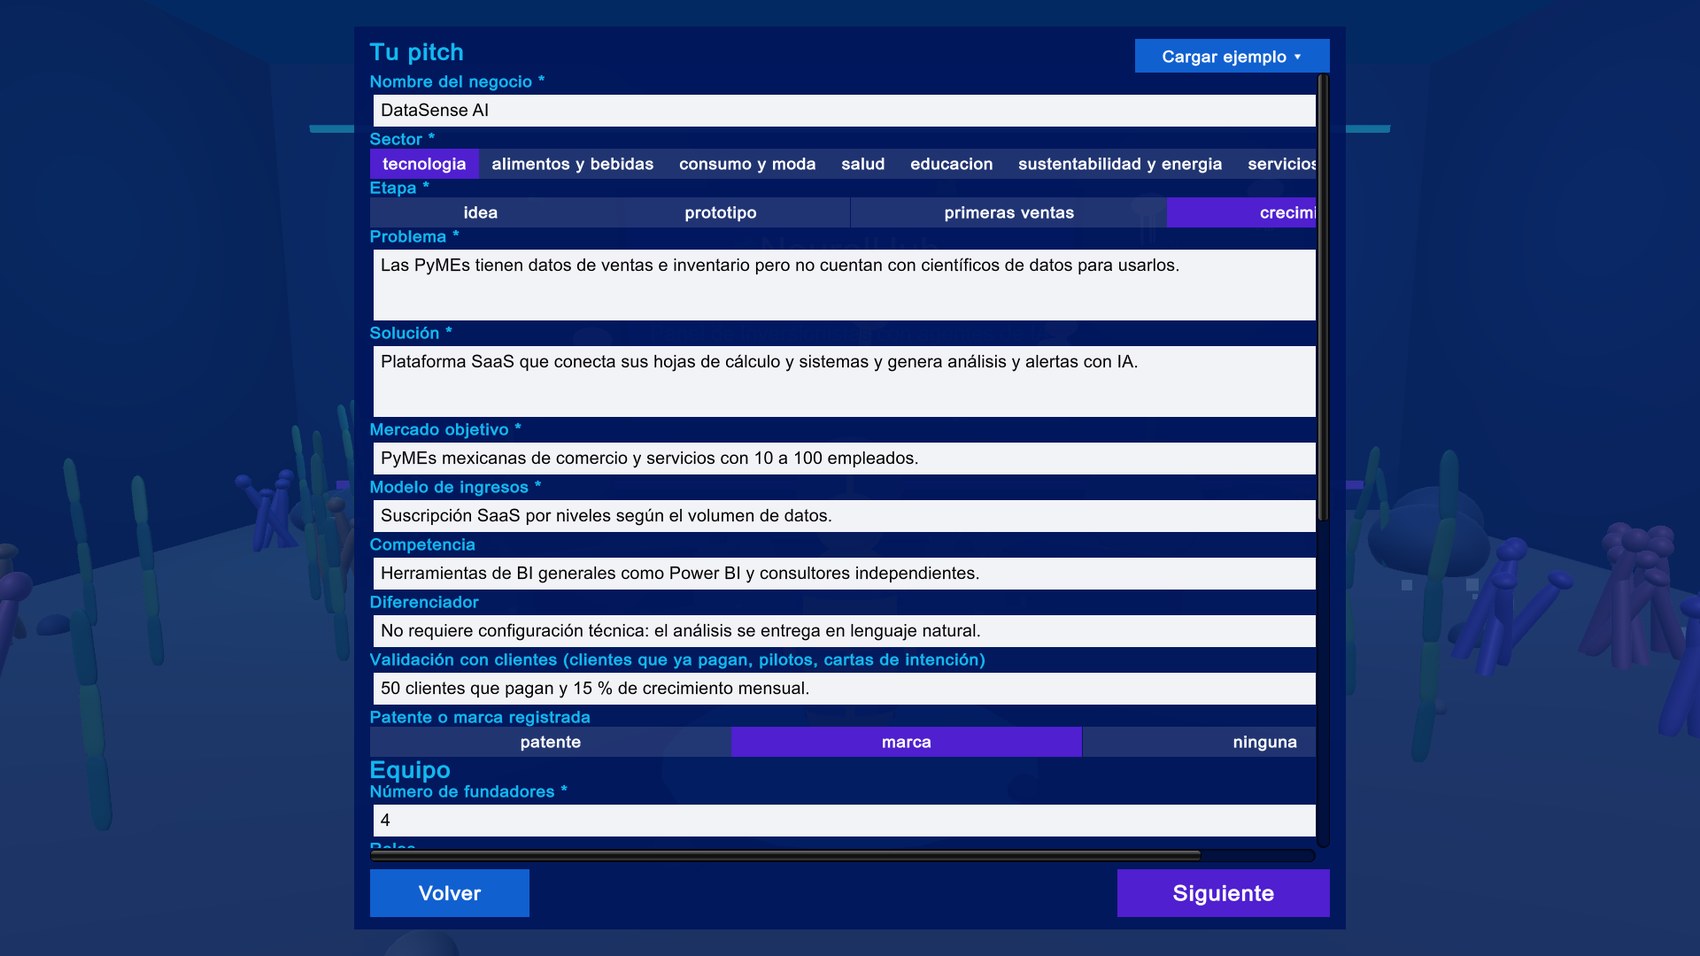 Tu pitch
Cargar ejemplo
Nombre del negocio *
DataSense AI
Sector *
tecnologia alimentos y bebidas consumo y moda salud educacion sustentabilidad y energia servicios
Etapa *
idea prototipo primeras ventas crecimi
Problema *
Las PyMEs tienen datos de ventas e inventario pero no cuentan con científicos de datos para usarlos.
Solución *
Plataforma SaaS que conecta sus hojas de cálculo y sistemas y genera análisis y alertas con IA.
Mercado objetivo *
PyMEs mexicanas de comercio y servicios con 10 a 100 empleados.
Modelo de ingresos *
Suscripción SaaS por niveles según el volumen de datos.
Competencia
Herramientas de BI generales como Power BI y consultores independientes.
Diferenciador
No requiere configuración técnica: el análisis se entrega en lenguaje natural.
Validación con clientes (clientes que ya pagan, pilotos, cartas de intención)
50 clientes que pagan y 15 % de crecimiento mensual.
Patente o marca registrada
patente marca ninguna
Equipo
Número de fundadores *
4
Volver Siguiente